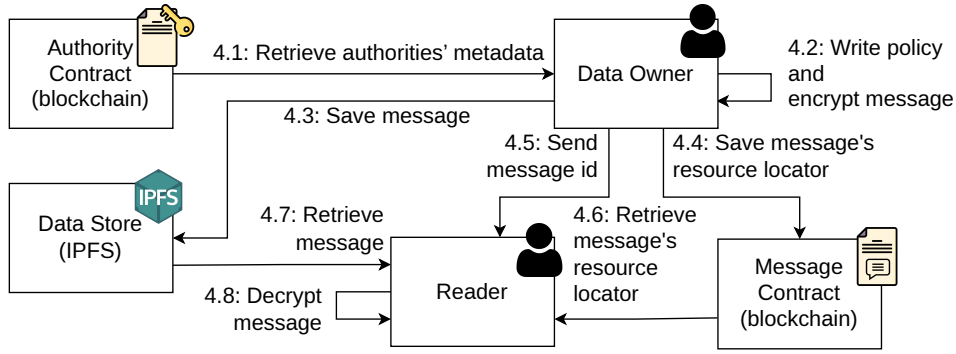 Authority
Contract
(blockchain)
4.1: Retrieve authorities' metadata
Data Owner
4.2: Write policy
and
encrypt message
4.3: Save message
4.5: Send
message id
4.4: Save message's
resource locator
IPFS
Data Store
(IPFS)
4.7: Retrieve
message
4.6: Retrieve
message's
resource
locator
Reader
4.8: Decrypt
message
Message
Contract
(blockchain)